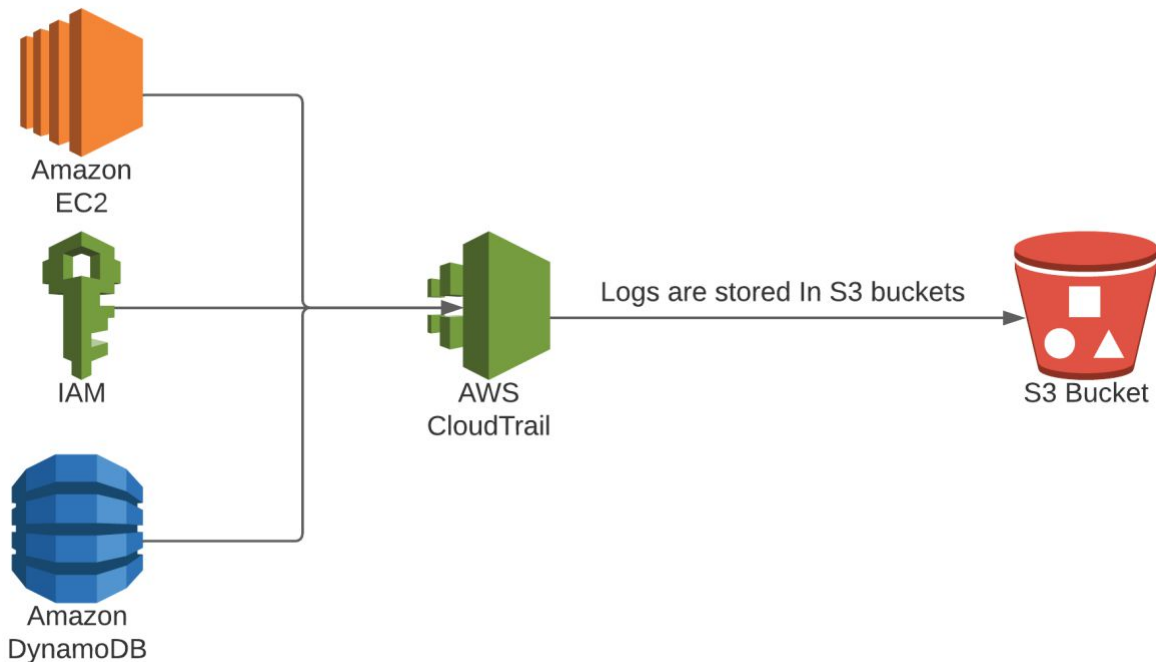 Amazon
EC2
IAM
Amazon
DynamoDB
AWS
CloudTrail
Logs are stored In S3 buckets
S3 Bucket